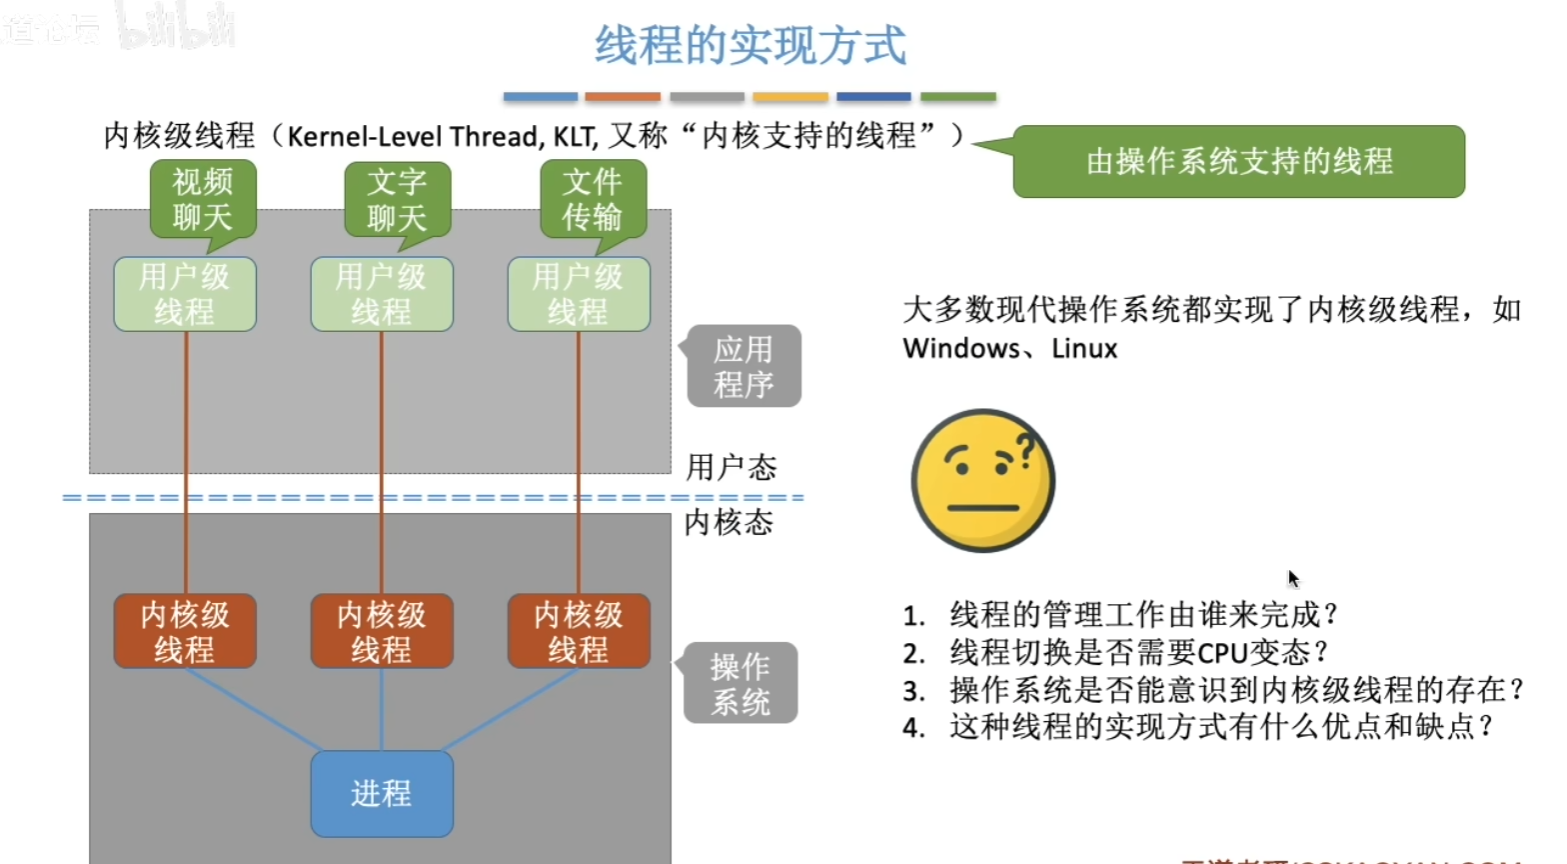 道论坛 bilibili
线程的实现方式
内核级线程（Kernel-Level Thread, KLT, 又称“内核支持的线程”）
由操作系统支持的线程
视频
聊天
文字
聊天
文件
传输
用户级
线程
用户级
线程
用户级
线程
应用
程序
用户态
内核态
内核级
线程
内核级
线程
内核级
线程
操作
系统
进程
大多数现代操作系统都实现了内核级线程，如
Windows、Linux
1. 线程的管理工作由谁来完成？
2. 线程切换是否需要CPU变态？
3. 操作系统是否能意识到内核级线程的存在？
4. 这种线程的实现方式有什么优点和缺点？